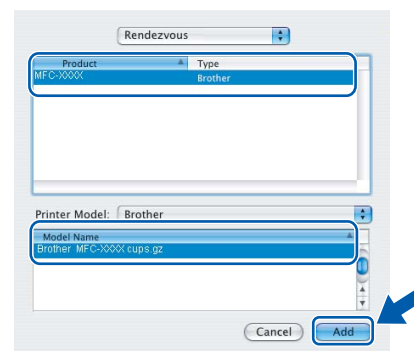 Rendezvous
Product Type
MFC-XXXX Brother
Printer Model: Brother
Model Name
Brother MFC-XXXX cups.gz
Cancel Add